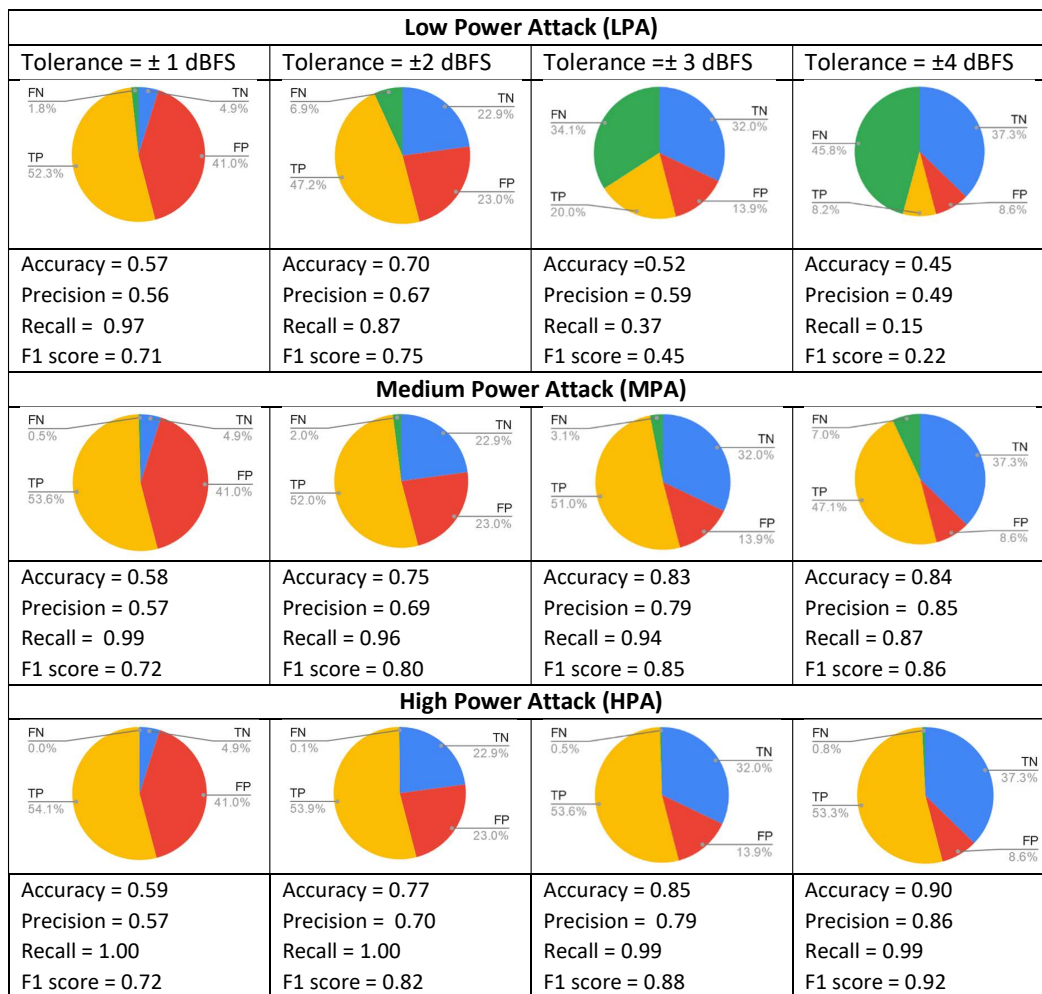 Low Power Attack (LPA)
Tolerance = ± 1 dBFS
FN
1.8%
TN
4.9%
TP
52.3%
FP
41.0%
Tolerance = ±2 dBFS
FN
6.9%
TN
22.9%
TP
47.2%
FP
23.0%
Tolerance =± 3 dBFS
FN
34.1%
TN
32.0%
TP
20.0%
FP
13.9%
Tolerance = ±4 dBFS
FN
45.8%
TN
37.3%
TP
8.2%
FP
8.6%
Accuracy = 0.57
Precision = 0.56
Recall = 0.97
F1 score = 0.71
Accuracy = 0.70
Precision = 0.67
Recall = 0.87
F1 score = 0.75
Accuracy =0.52
Precision = 0.59
Recall = 0.37
F1 score = 0.45
Accuracy = 0.45
Precision = 0.49
Recall = 0.15
F1 score = 0.22
Medium Power Attack (MPA)
FN
0.5%
TN
4.9%
TP
53.6%
FP
41.0%
FN
2.0%
TN
22.9%
TP
52.0%
FP
23.0%
FN
3.1%
TN
32.0%
TP
51.0%
FP
13.9%
FN
7.0%
TN
37.3%
TP
47.1%
FP
8.6%
Accuracy = 0.58
Precision = 0.57
Recall = 0.99
F1 score = 0.72
Accuracy = 0.75
Precision = 0.69
Recall = 0.96
F1 score = 0.80
Accuracy = 0.83
Precision = 0.79
Recall = 0.94
F1 score = 0.85
Accuracy = 0.84
Precision = 0.85
Recall = 0.87
F1 score = 0.86
High Power Attack (HPA)
FN
0.0%
TN
4.9%
TP
54.1%
FP
41.0%
FN
0.1%
TN
22.9%
TP
53.9%
FP
23.0%
FN
0.5%
TN
32.0%
TP
53.6%
FP
13.9%
FN
0.8%
TN
37.3%
TP
53.3%
FP
8.6%
Accuracy = 0.59
Precision = 0.57
Recall = 1.00
F1 score = 0.72
Accuracy = 0.77
Precision = 0.70
Recall = 1.00
F1 score = 0.82
Accuracy = 0.85
Precision = 0.79
Recall = 0.99
F1 score = 0.88
Accuracy = 0.90
Precision = 0.86
Recall = 0.99
F1 score = 0.92